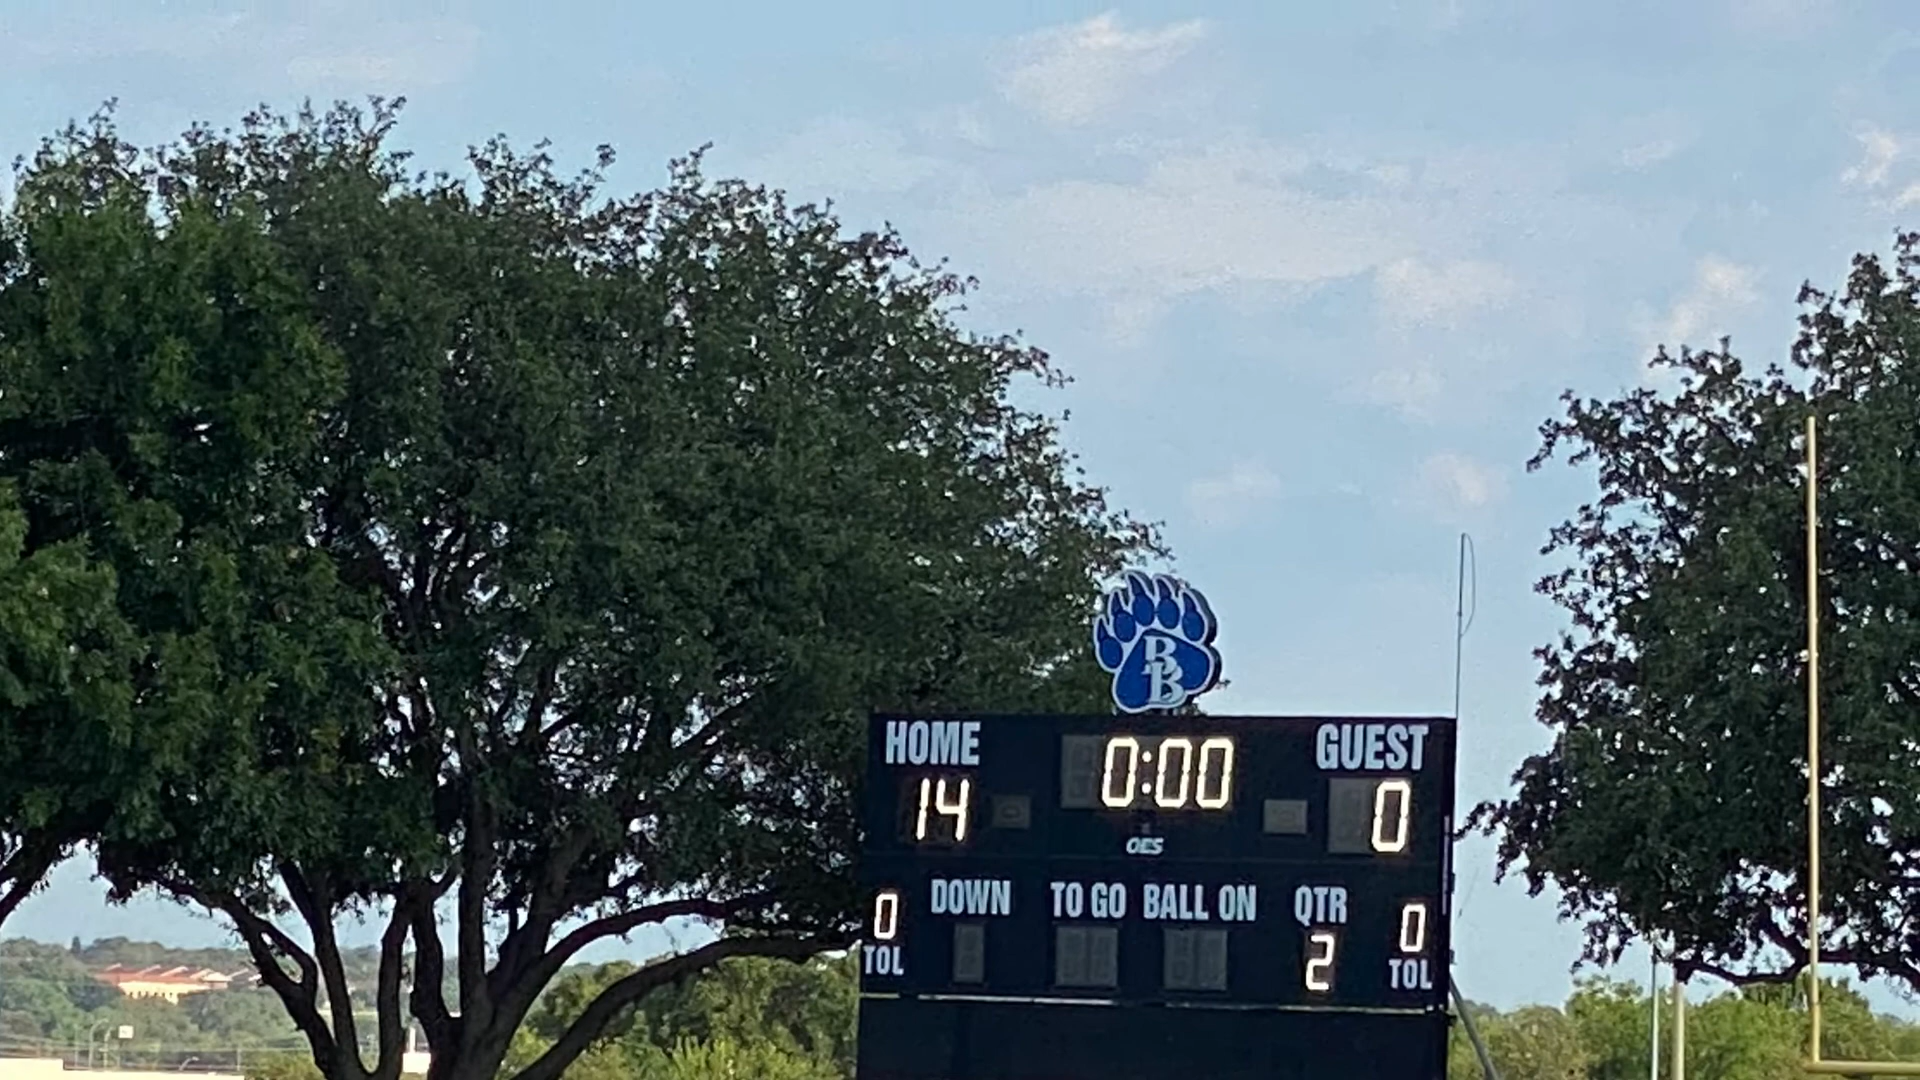 BB
HOME 0:00 GUEST
14 0
OES
DOWN TO GO BALL ON QTR
0 2 0
TOL TOL